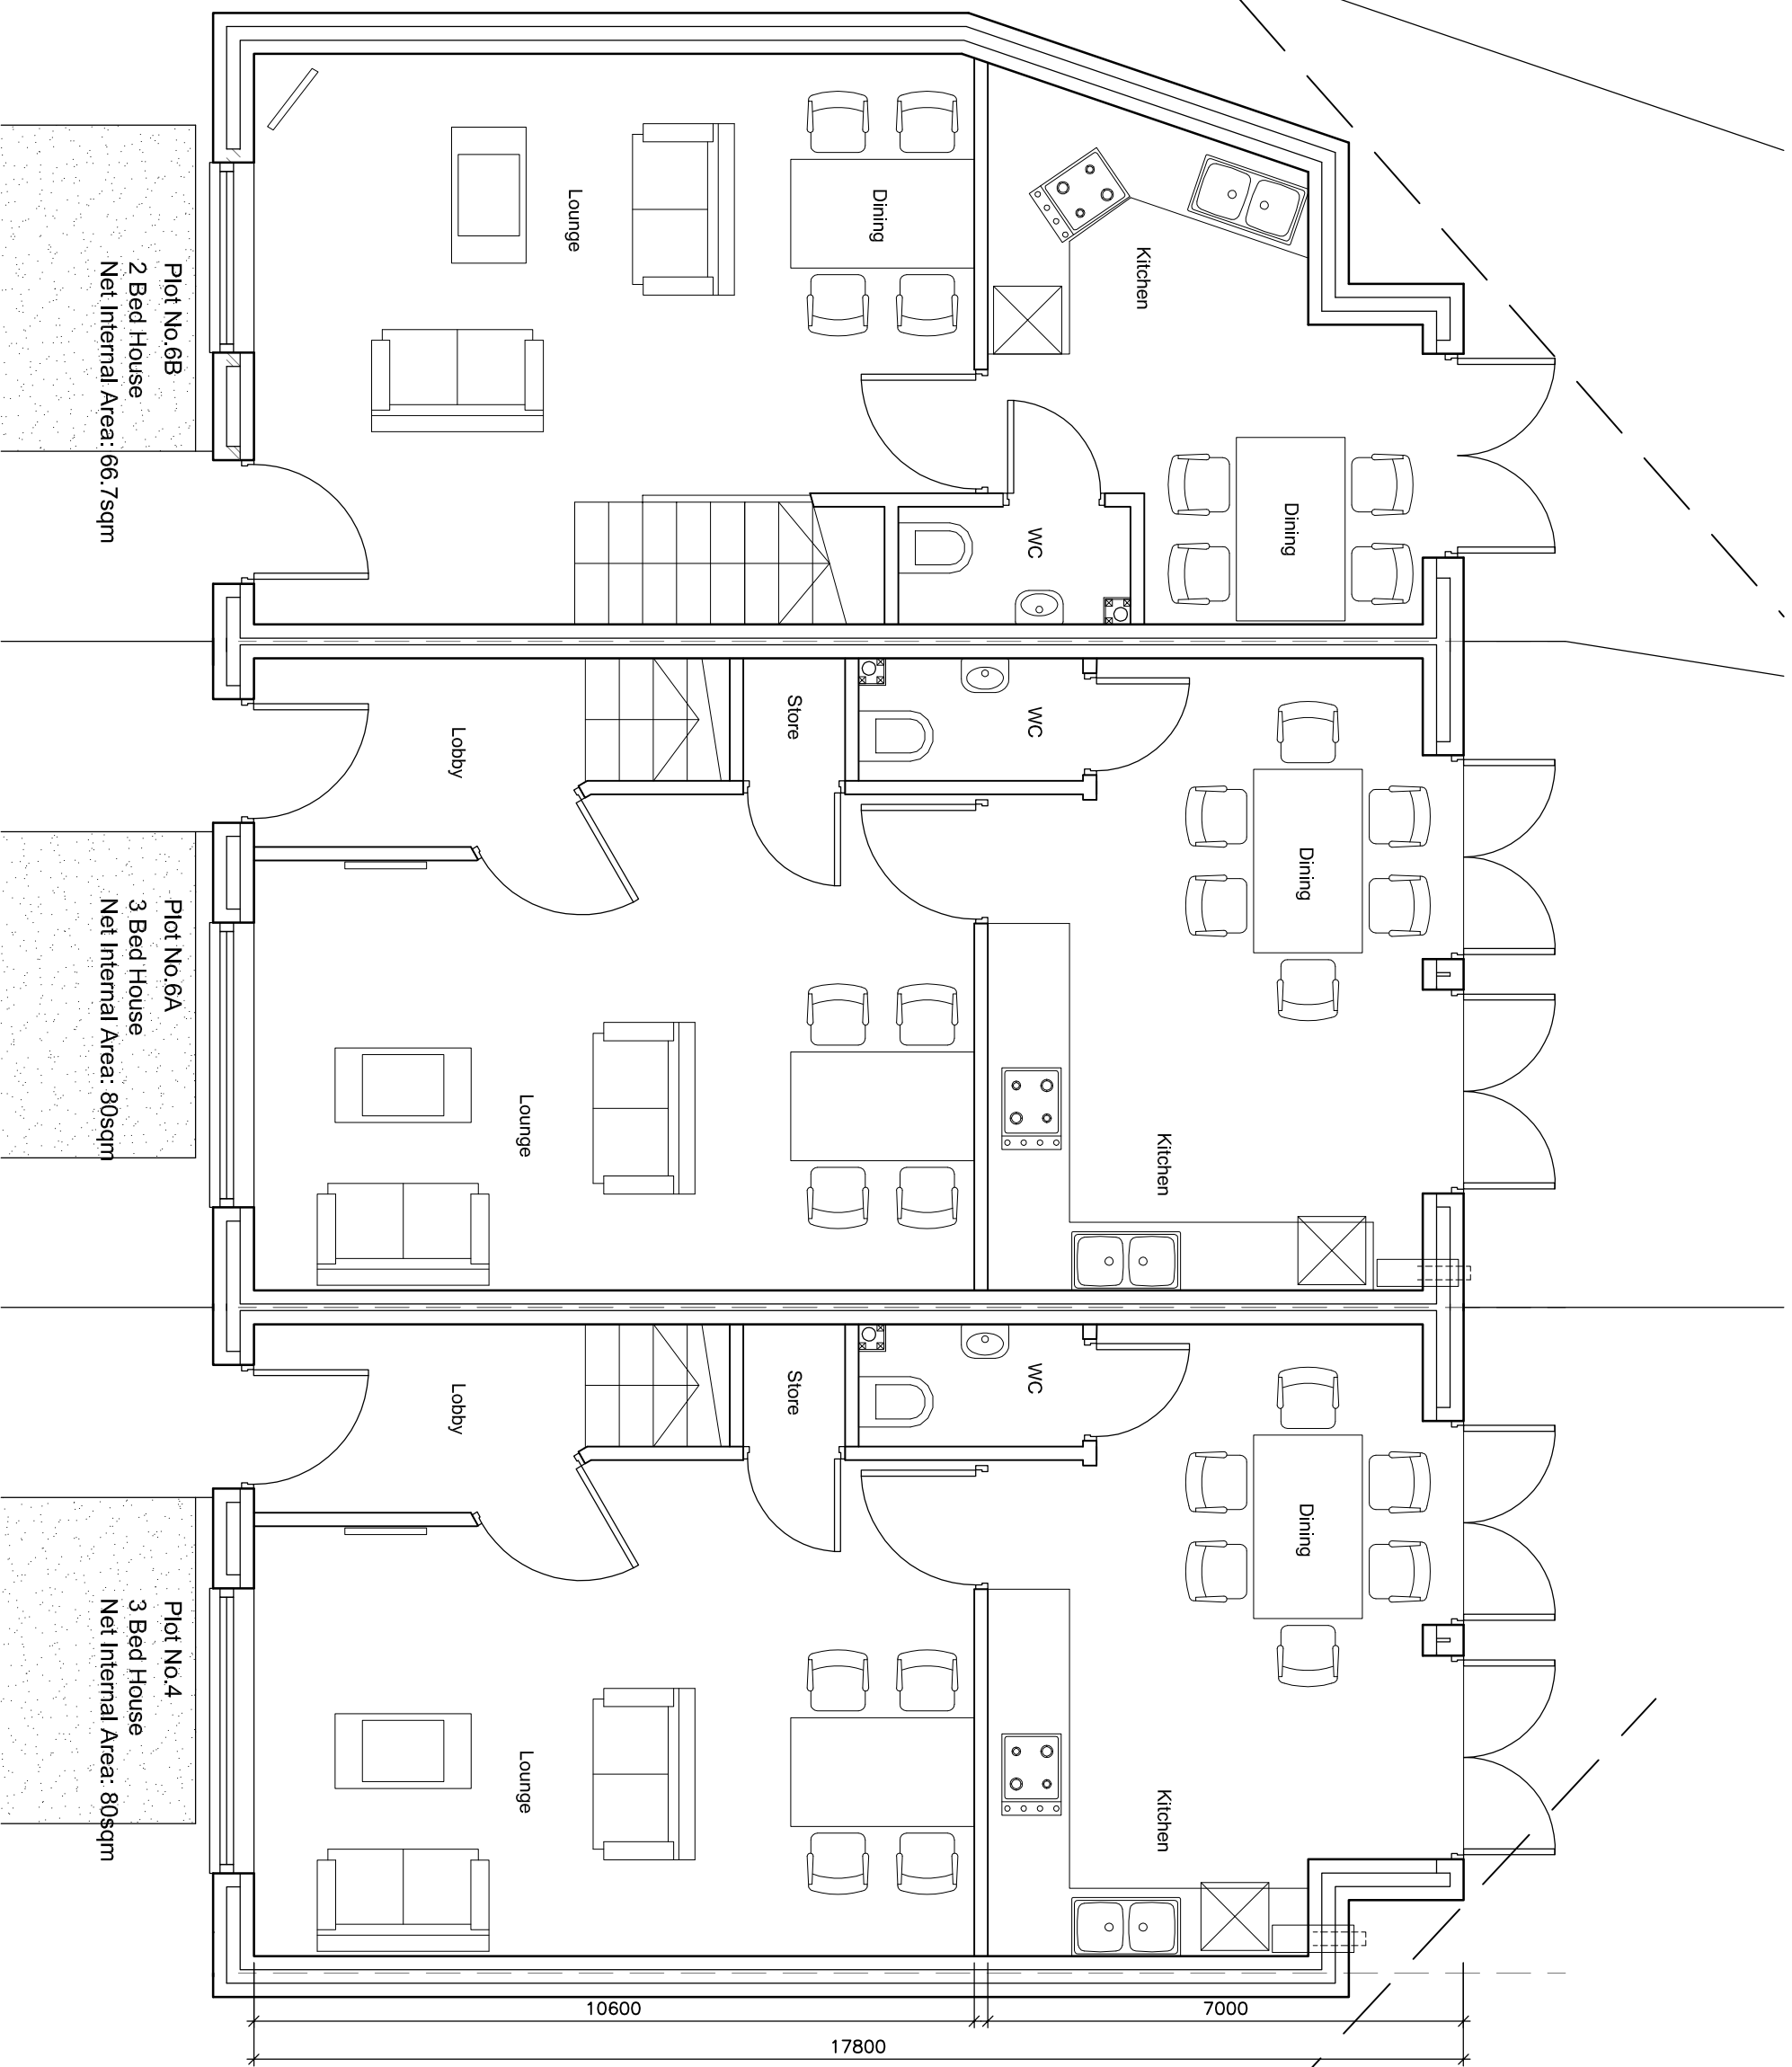 Plot No.6B
2 Bed House
Net Internal Area: 66.7sqm
Lounge
Dining
Kitchen
WC
Dining
Plot No.6A
3 Bed House
Net Internal Area: 80sqm
Lobby
Store
WC
Dining
Lounge
Kitchen
Plot No.4
3 Bed House
Net Internal Area: 80sqm
Lobby
Store
WC
Dining
Lounge
Kitchen
10600
7000
17800